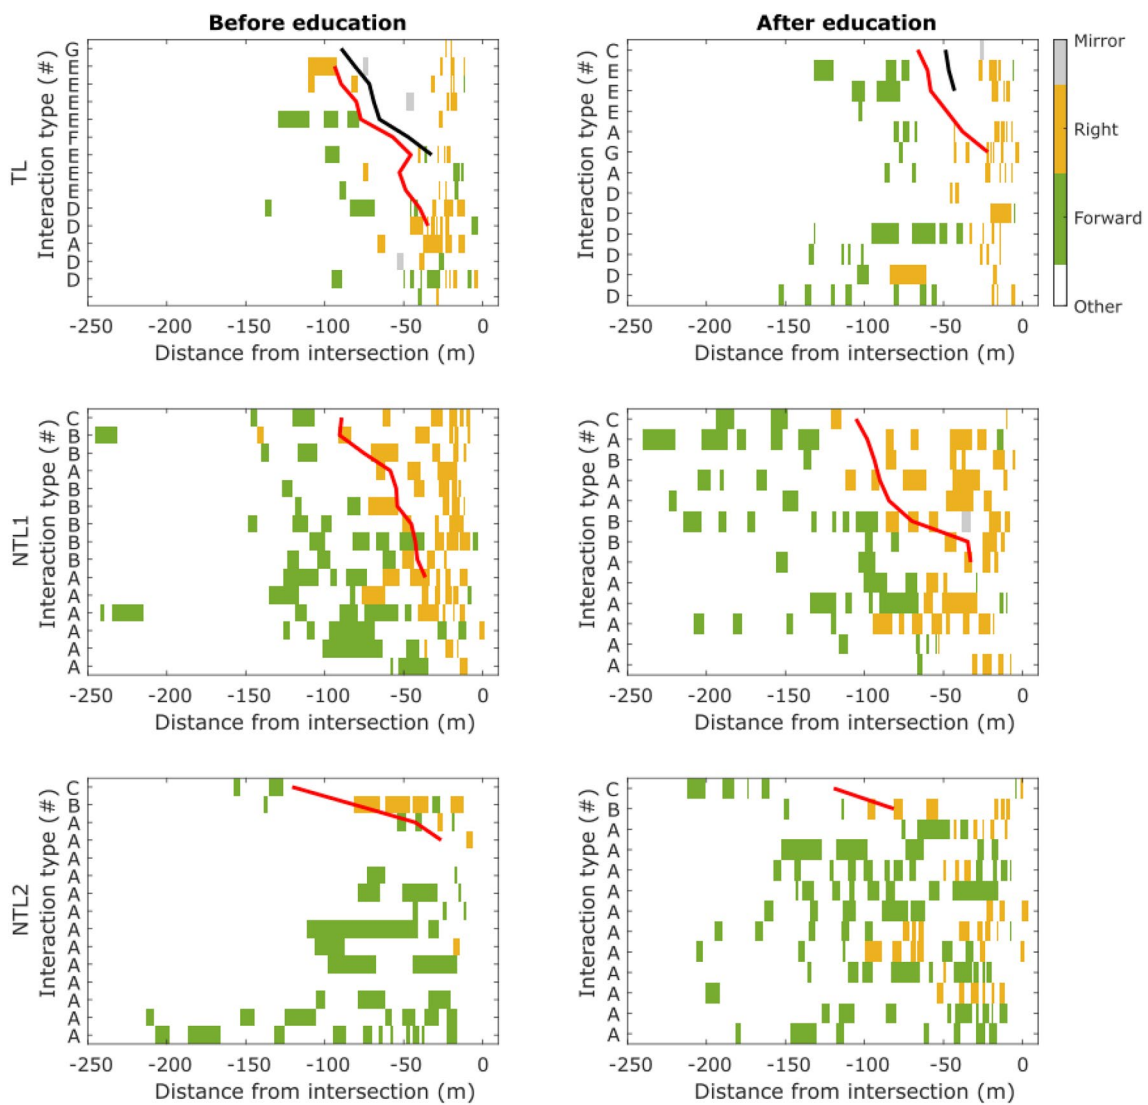 Before education
After education
TL
Interaction type (#)
G
E
E
E
E
F
E
E
E
D
D
A
D
D
-250 -200 -150 -100 -50 0
Distance from intersection (m)
Interaction type (#)
C
E
E
E
A
G
A
D
D
D
D
D
D
-250 -200 -150 -100 -50 0
Distance from intersection (m)
Mirror
Right
Forward
Other
NTL1
Interaction type (#)
C
B
B
A
B
B
B
B
B
A
A
A
A
A
A
-250 -200 -150 -100 -50 0
Distance from intersection (m)
Interaction type (#)
C
A
B
A
A
B
B
A
A
A
A
A
A
-250 -200 -150 -100 -50 0
Distance from intersection (m)
NTL2
Interaction type (#)
C
B
A
A
A
A
A
A
A
A
A
A
A
A
A
-250 -200 -150 -100 -50 0
Distance from intersection (m)
Interaction type (#)
C
B
A
A
A
A
A
A
A
A
A
A
A
-250 -200 -150 -100 -50 0
Distance from intersection (m)